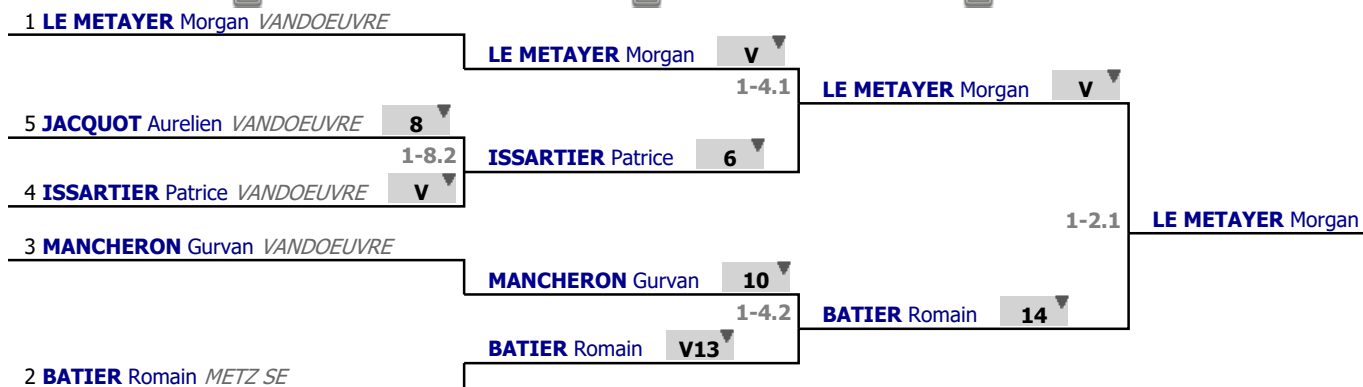 1 LE METAYER Morgan VANDOEUVRE
LE METAYER Morgan V
1-4.1
LE METAYER Morgan V
5 JACQUOT Aurelien VANDOEUVRE 8
1-8.2
ISSARTIER Patrice 6
4 ISSARTIER Patrice VANDOEUVRE V
1-2.1
LE METAYER Morgan
3 MANCHERON Gurvan VANDOEUVRE
MANCHERON Gurvan 10
1-4.2
BATIER Romain 14
BATIER Romain V13
2 BATIER Romain METZ SE